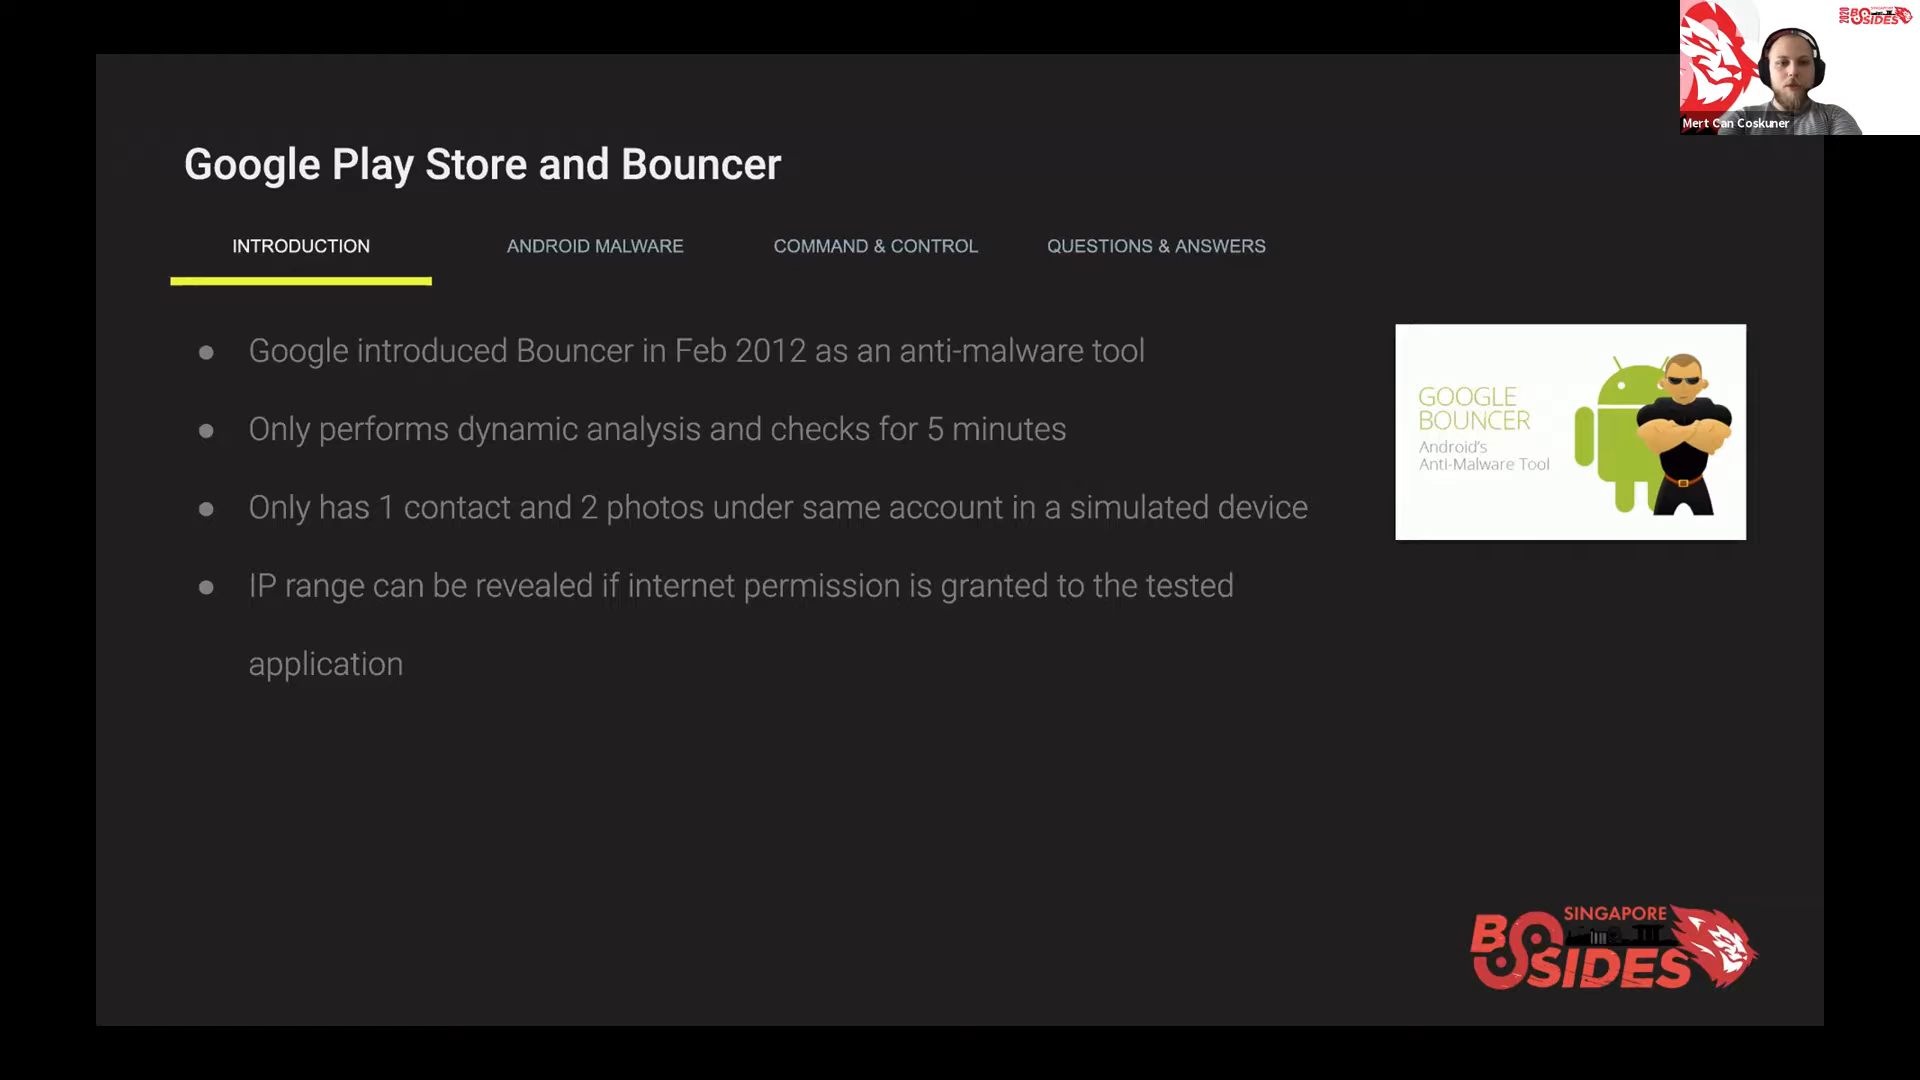 2020 SINGAPORE
BSIDES
Mert Can Coskuner
Google Play Store and Bouncer
INTRODUCTION
ANDROID MALWARE
COMMAND & CONTROL
QUESTIONS & ANSWERS
● Google introduced Bouncer in Feb 2012 as an anti-malware tool
● Only performs dynamic analysis and checks for 5 minutes
● Only has 1 contact and 2 photos under same account in a simulated device
● IP range can be revealed if internet permission is granted to the tested
application
GOOGLE
BOUNCER
Android's
Anti-Malware Tool
SINGAPORE
BSIDES